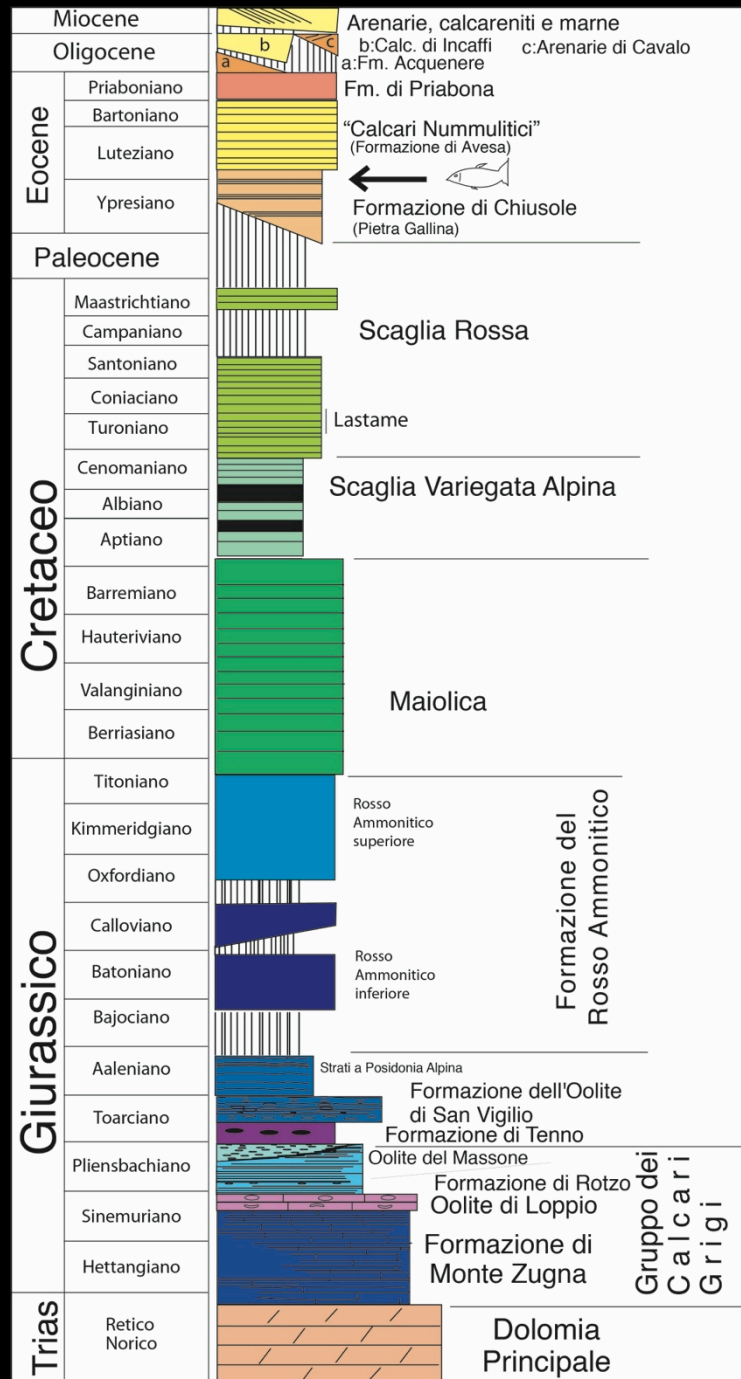 Miocene
Arenarie, calcareniti e marne
Oligocene
b
c
b:Calc. di Incaffi
c:Arenarie di Cavalo
a
a:Fm. Acquenere
Eocene
Priaboniano
Fm. di Priabona
Bartoniano
"Calcari Nummulitici"
(Formazione di Avesa)
Luteziano
Ypresiano
Formazione di Chiusole
(Pietra Gallina)
Paleocene
Cretaceo
Maastrichtiano
Scaglia Rossa
Campaniano
Santoniano
Coniaciano
Lastame
Turoniano
Cenomaniano
Scaglia Variegata Alpina
Albiano
Aptiano
Barremiano
Hauteriviano
Valanginiano
Maiolica
Berriasiano
Giurassico
Titoniano
Rosso
Ammonitico
superiore
Kimmeridgiano
Formazione del
Rosso Ammonitico
Oxfordiano
Calloviano
Batoniano
Rosso
Ammonitico
inferiore
Bajociano
Aaleniano
Strati a Posidonia Alpina
Formazione dell'Oolite
di San Vigilio
Toarciano
Formazione di Tenno
Oolite del Massone
Pliensbachiano
Formazione di Rotzo
Oolite di Loppio
Gruppo dei
Calcari
Grigi
Sinemuriano
Formazione di
Monte Zugna
Hettangiano
Trias
Retico
Norico
Dolomia
Principale